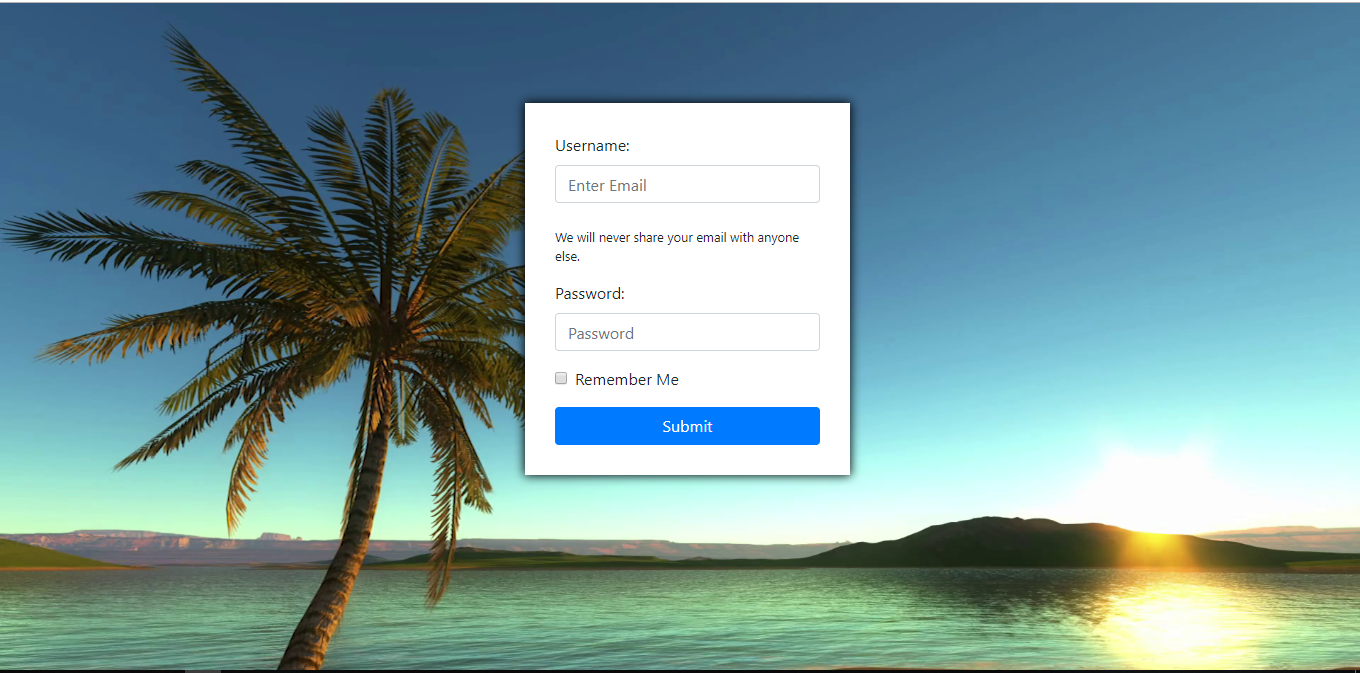 Username:
Enter Email
We will never share your email with anyone
else.
Password:
Password
Remember Me
Submit